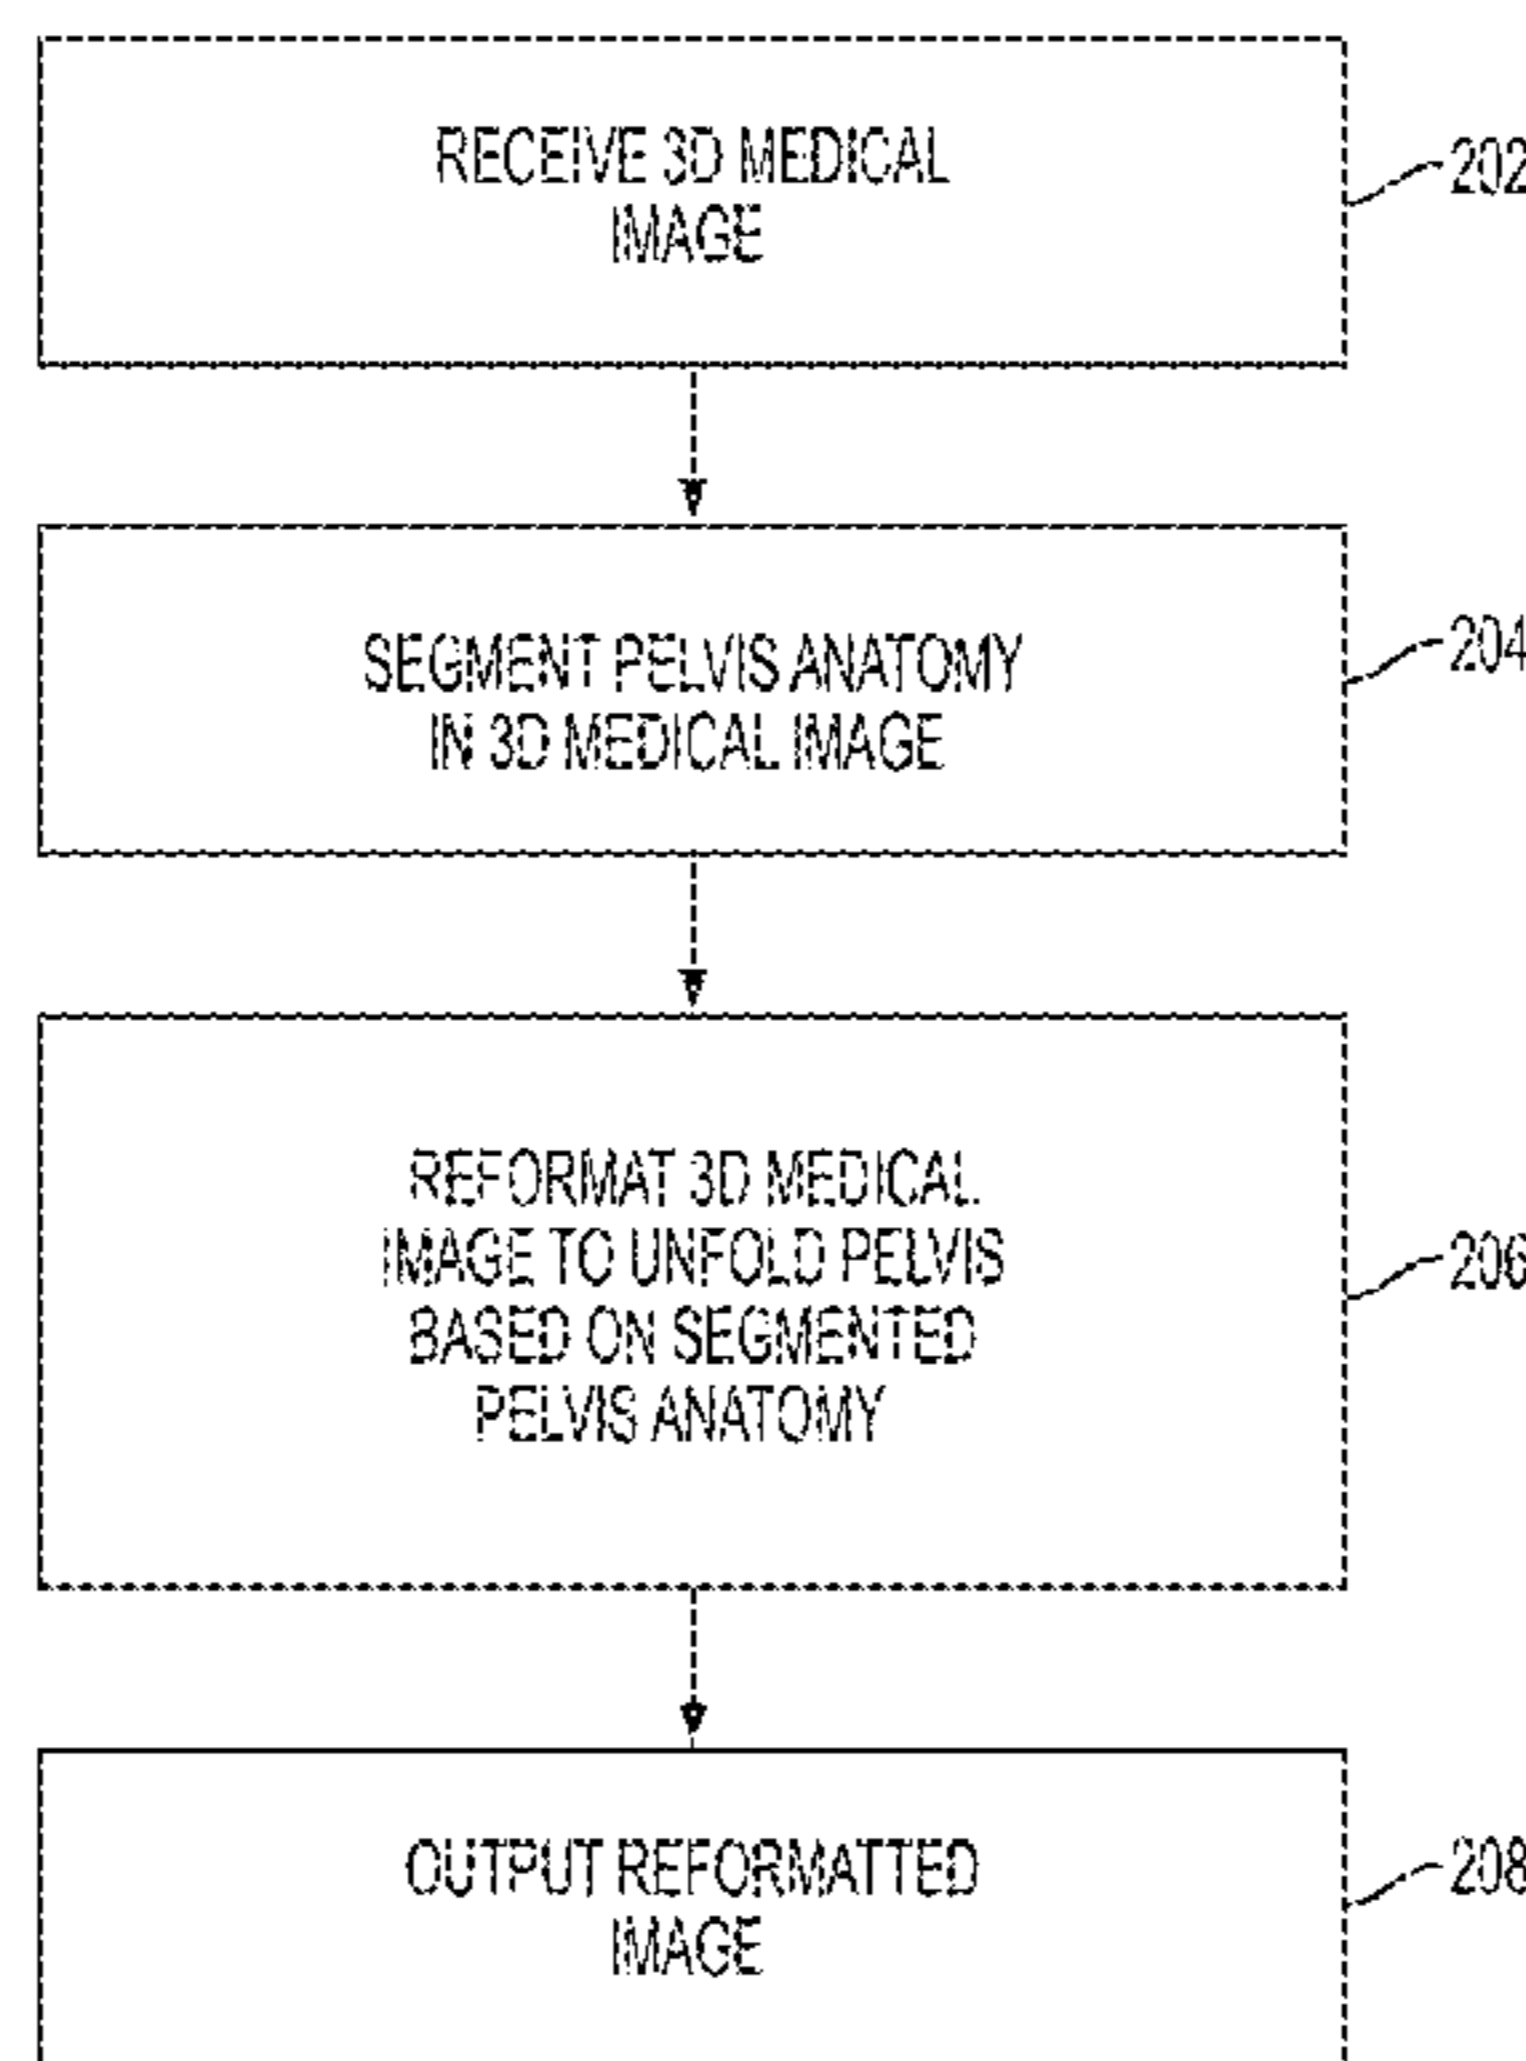 RECEIVE 3D MEDICAL
IMAGE
202
SEGMENT PELVIS ANATOMY
IN 3D MEDICAL IMAGE
204
REFORMAT 3D MEDICAL
IMAGE TO UNFOLD PELVIS
BASED ON SEGMENTED
PELVIS ANATOMY
206
OUTPUT REFORMATTED
IMAGE
208